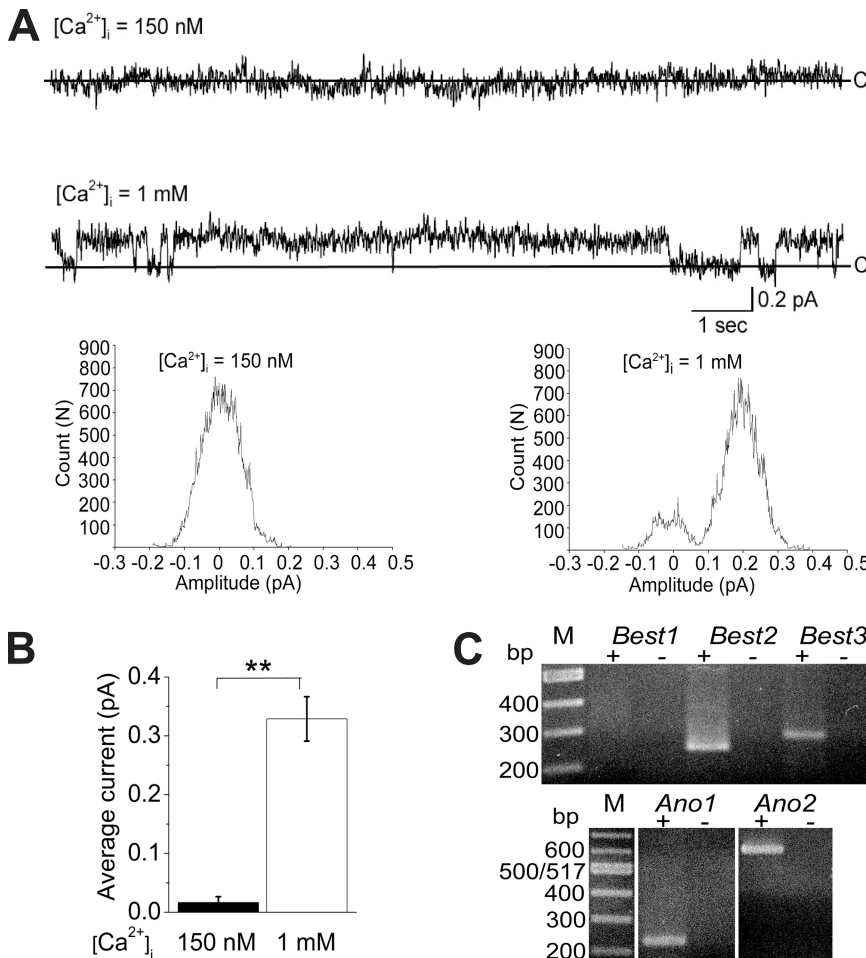 A
[Ca²⁺]ᵢ = 150 nM
C
[Ca²⁺]ᵢ = 1 mM
C
0.2 pA
1 sec
[Ca²⁺]ᵢ = 150 nM
Count (N)
900
800
700
600
500
400
300
200
100
-0.3 -0.2 -0.1 0 0.1 0.2 0.3 0.4 0.5
Amplitude (pA)
[Ca²⁺]ᵢ = 1 mM
Count (N)
900
800
700
600
500
400
300
200
100
-0.3 -0.2 -0.1 0 0.1 0.2 0.3 0.4 0.5
Amplitude (pA)
B
**
Average current (pA)
0.4
0.3
0.2
0.1
0.0
[Ca²⁺]ᵢ 150 nM 1 mM
C
M Best1 Best2 Best3
bp + - + - + -
400
300
200
M Ano1 Ano2
bp + - + -
600
500/517
400
300
200